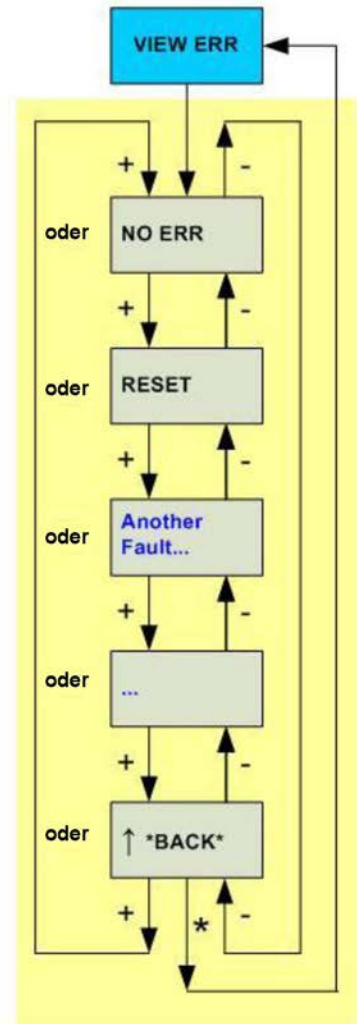 VIEW ERR
+ -
oder NO ERR
+ -
oder RESET
+ -
oder Another
Fault...
+ -
oder ...
+ -
oder ↑ *BACK*
+ * -